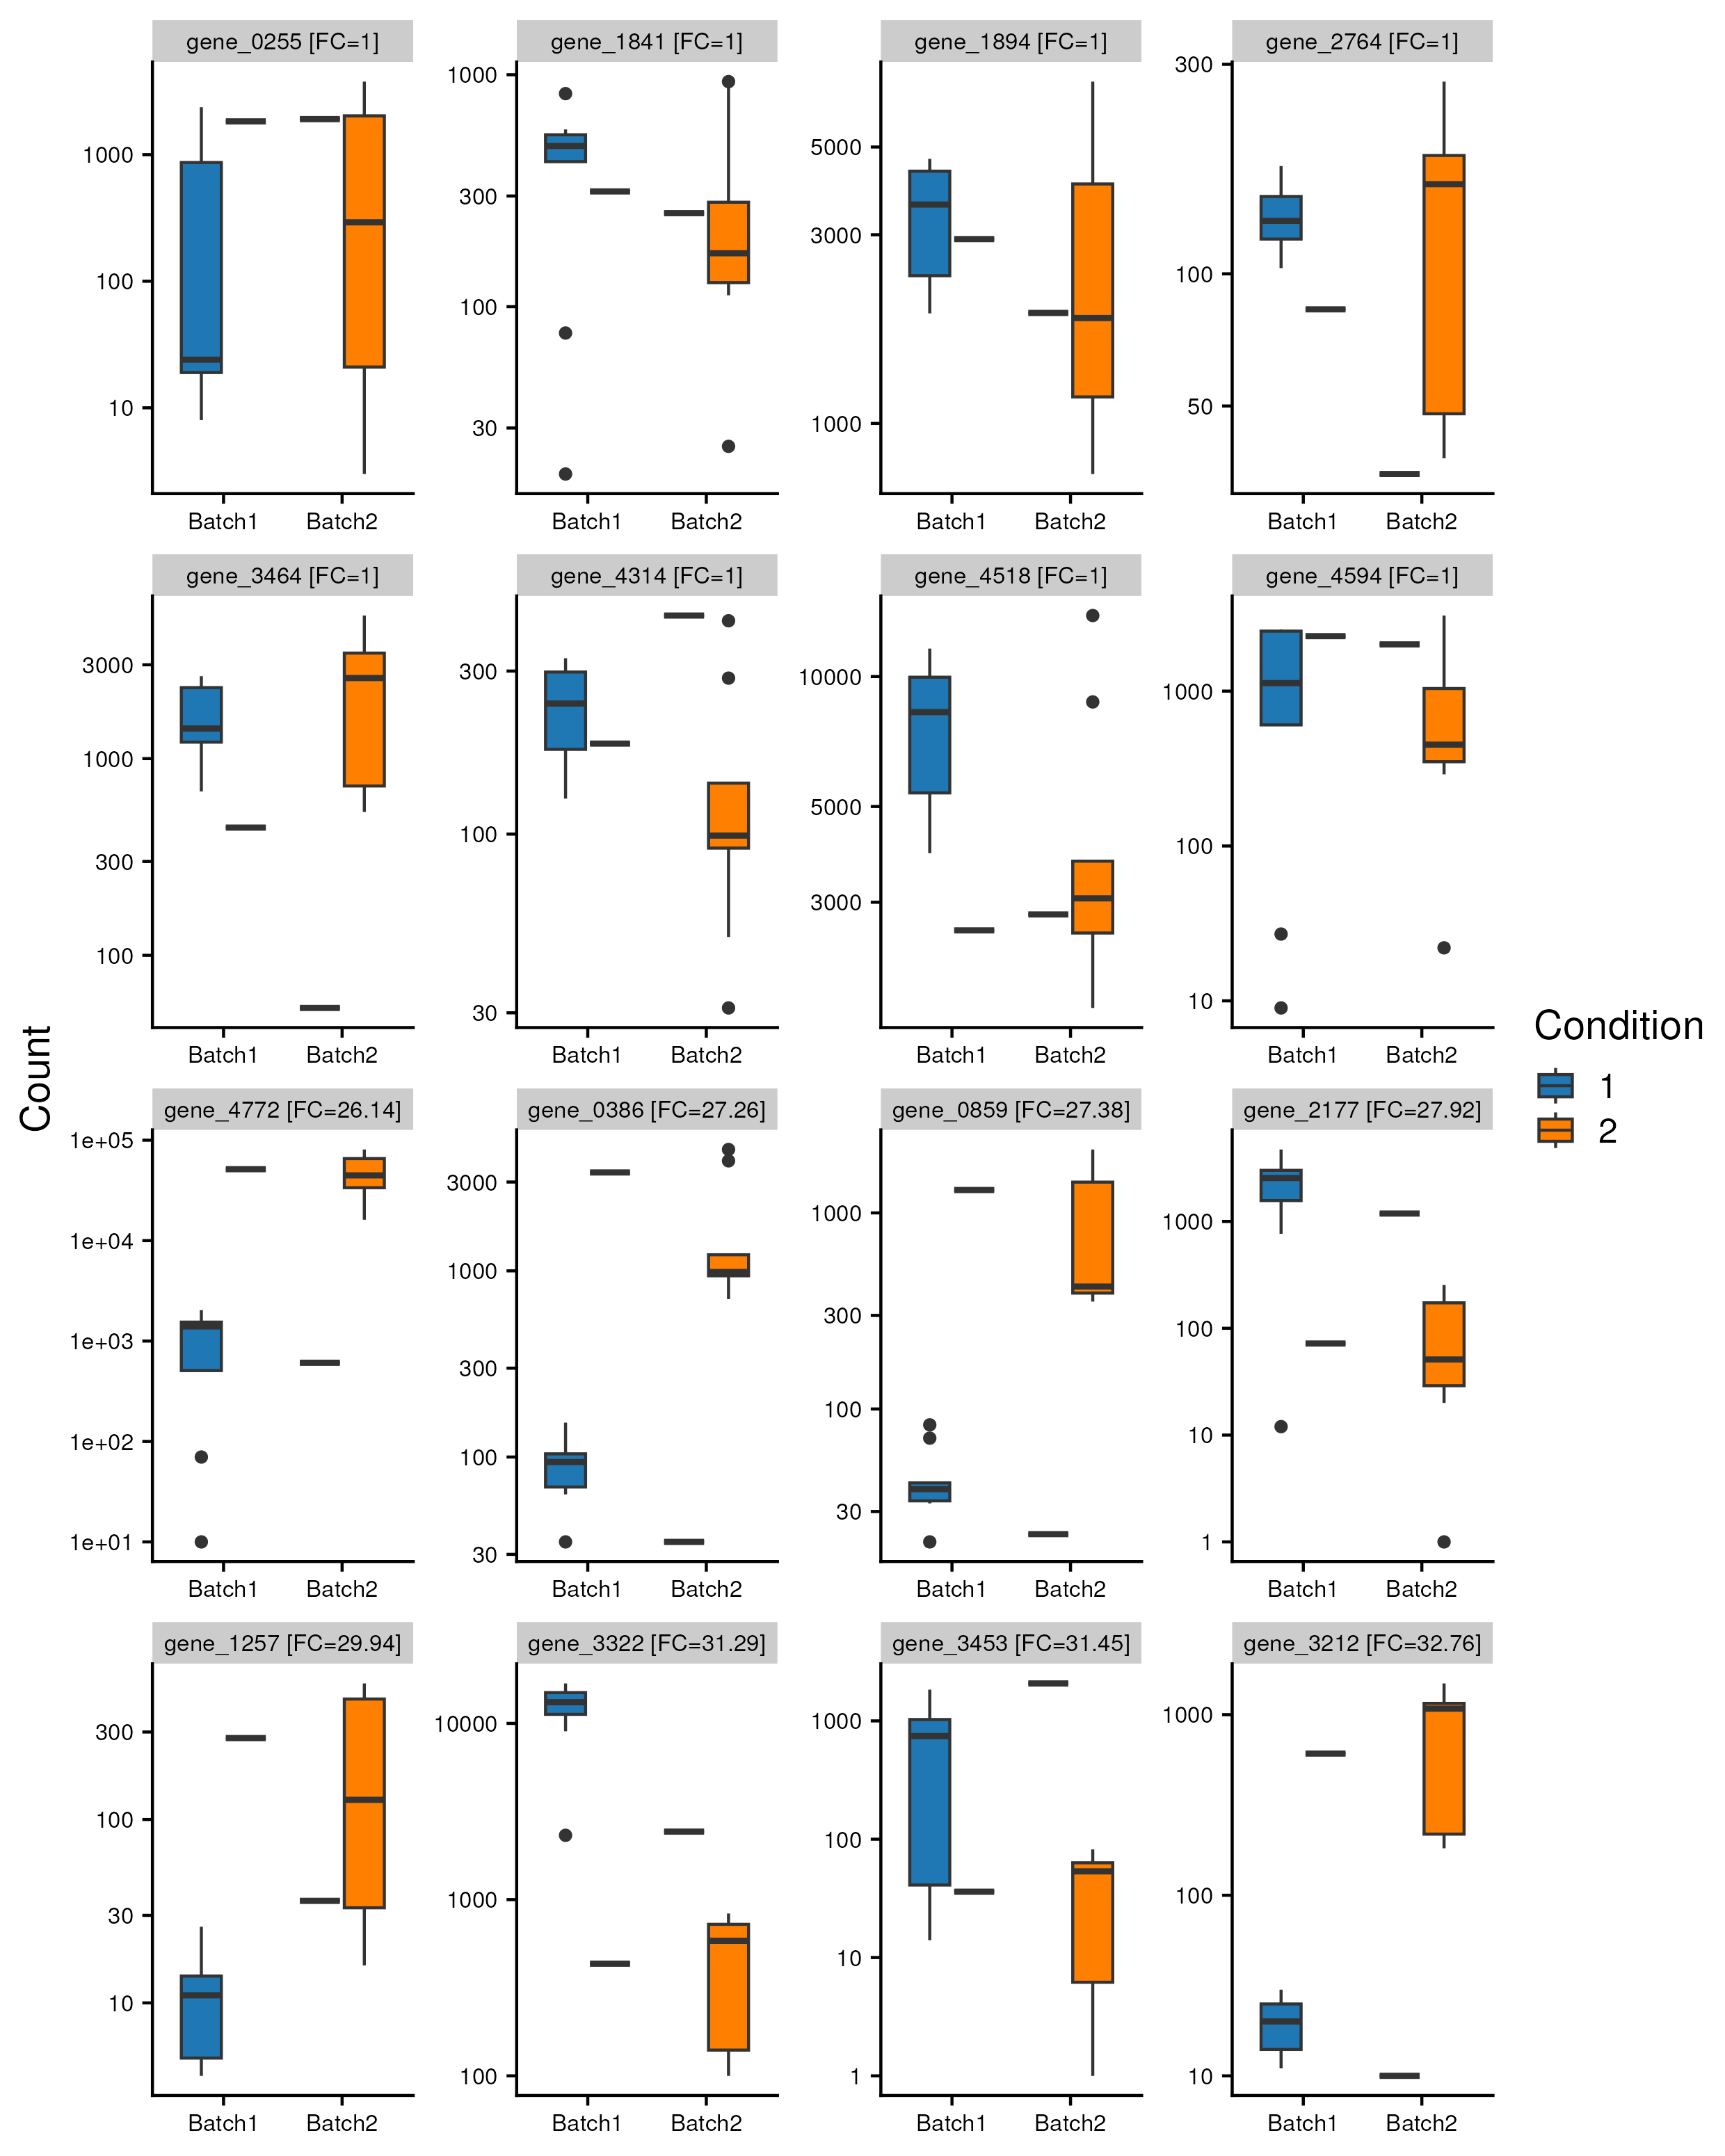 gene_0255 [FC=1]
gene_1841 [FC=1]
gene_1894 [FC=1]
gene_2764 [FC=1]
1000
100
10
Batch1 Batch2
1000
300
100
30
Batch1 Batch2
5000
3000
1000
Batch1 Batch2
300
100
50
Batch1 Batch2
gene_3464 [FC=1]
gene_4314 [FC=1]
gene_4518 [FC=1]
gene_4594 [FC=1]
3000
1000
300
100
Batch1 Batch2
300
100
30
Batch1 Batch2
10000
5000
3000
Batch1 Batch2
1000
100
10
Batch1 Batch2
Count
gene_4772 [FC=26.14]
gene_0386 [FC=27.26]
gene_0859 [FC=27.38]
gene_2177 [FC=27.92]
1e+05
1e+04
1e+03
1e+02
1e+01
Batch1 Batch2
3000
1000
300
100
30
Batch1 Batch2
1000
300
100
30
Batch1 Batch2
1000
100
10
1
Batch1 Batch2
gene_1257 [FC=29.94]
gene_3322 [FC=31.29]
gene_3453 [FC=31.45]
gene_3212 [FC=32.76]
300
100
30
10
Batch1 Batch2
10000
1000
100
Batch1 Batch2
1000
100
10
1
Batch1 Batch2
1000
100
10
Batch1 Batch2
Condition
1
2